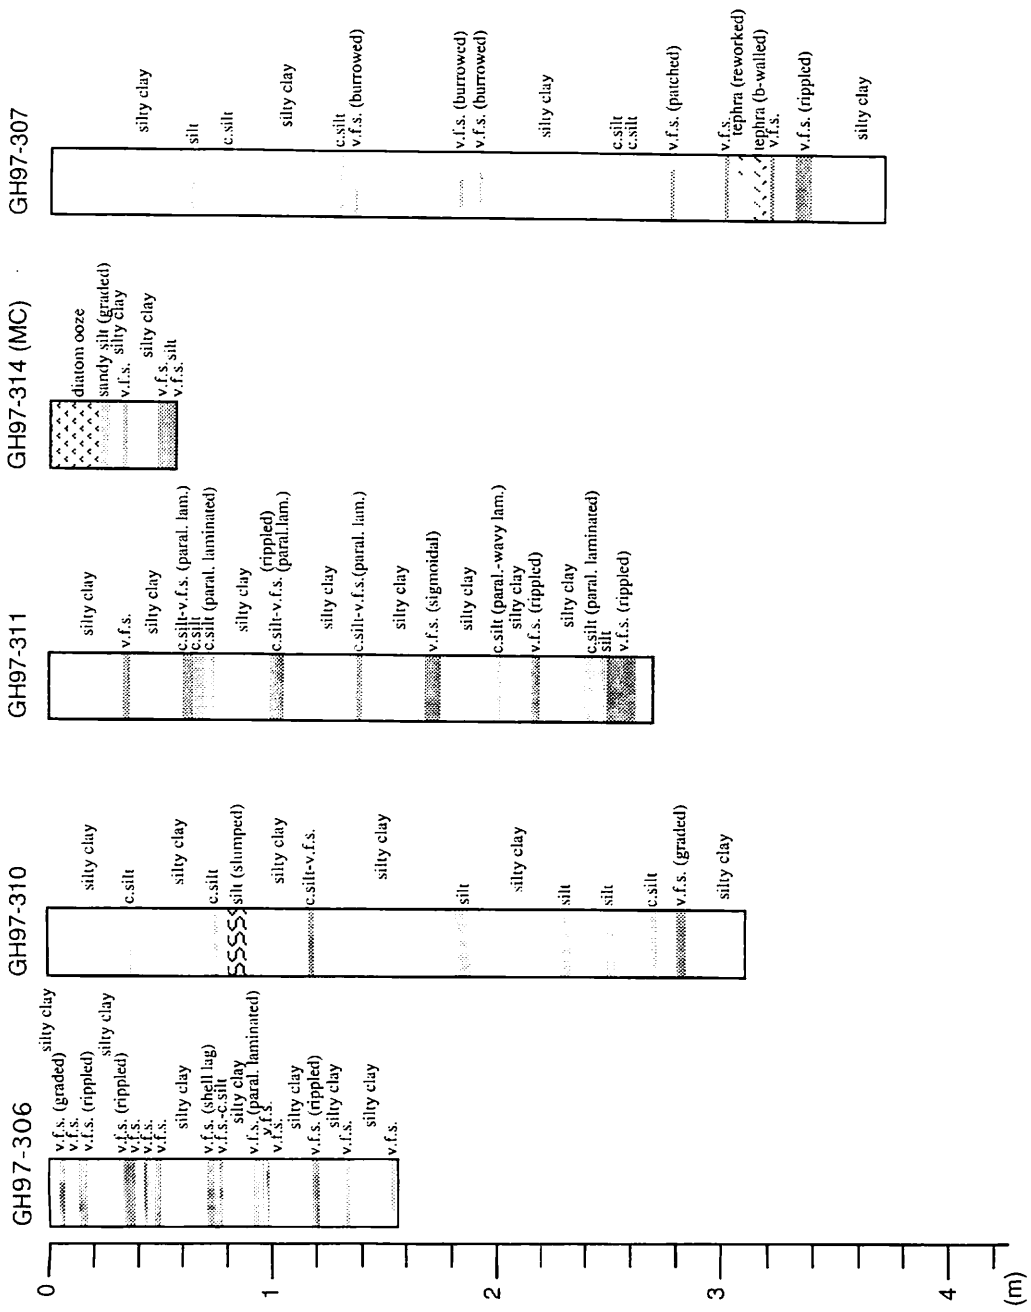 GH97-306
silty clay
v.f.s. (graded)
v.f.s.
v.f.s. (rippled)
silty clay
v.f.s. (rippled)
v.f.s.
v.f.s.
v.f.s.
silty clay
v.f.s. (shell lag)
v.f.s.-c.silt
silty clay
v.f.s. (paral. laminated)
v.f.s.
v.f.s.
silty clay
v.f.s. (rippled)
silty clay
v.f.s.
silty clay
v.f.s.
GH97-310
silty clay
c.silt
silty clay
c.silt
silt (slumped)
silty clay
c.silt-v.f.s.
silty clay
silt
silty clay
silt
silt
c.silt
v.f.s. (graded)
silty clay
GH97-311
silty clay
v.f.s.
silty clay
c.silt-v.f.s. (paral. lam.)
c.silt
c.silt (paral. laminated)
silty clay
(rippled)
c.silt-v.f.s. (paral.lam.)
silty clay
c.silt-v.f.s.(paral. lam.)
silty clay
v.f.s. (sigmoidal)
silty clay
c.silt (paral.-wavy lam.)
silty clay
v.f.s. (rippled)
silty clay
c.silt (paral. laminated)
silt
v.f.s. (rippled)
GH97-314 (MC)
diatom ooze
sandy silt (graded)
silty clay
v.f.s.
silty clay
v.f.s.
silt
v.f.s.
GH97-307
silty clay
silt
c.silt
silty clay
c.silt
v.f.s. (burrowed)
v.f.s. (burrowed)
v.f.s. (burrowed)
silty clay
c.silt
c.silt
v.f.s. (patched)
v.f.s.
tephra (reworked)
tephra (b-walled)
v.f.s.
v.f.s. (rippled)
silty clay
0
1
2
3
4
(m)